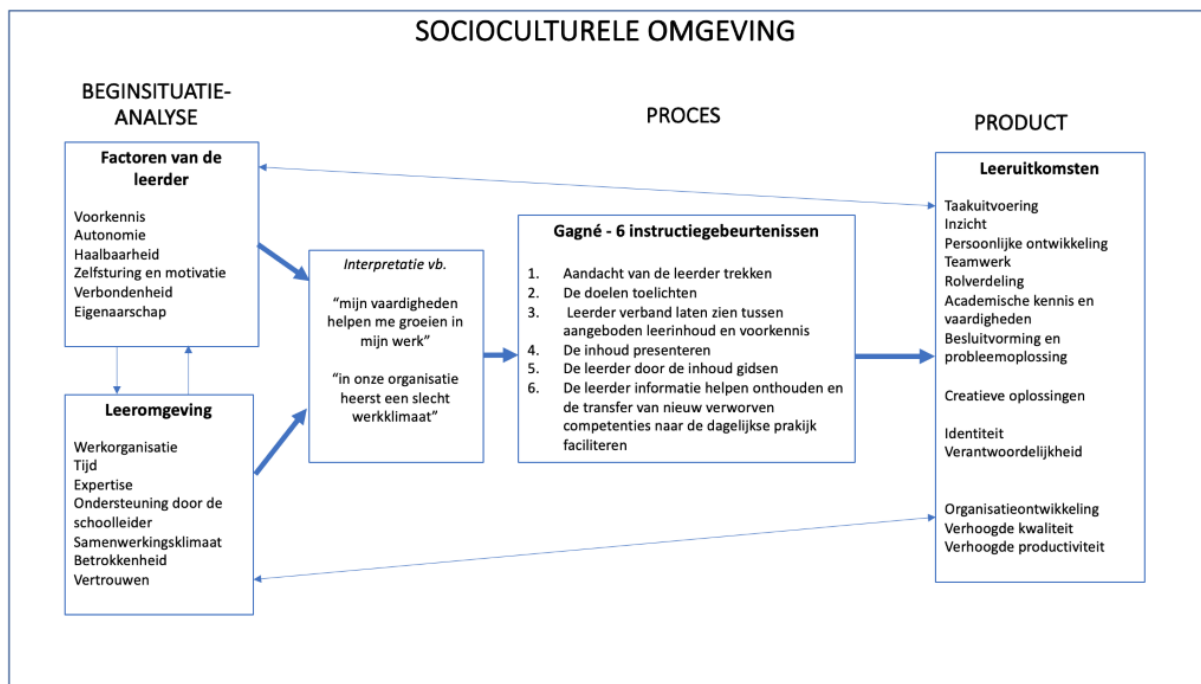 SOCIOCULTURELE OMGEVING
BEGINSITUATIE-
ANALYSE
Factoren van de
leerder
Voorkennis
Autonomie
Haalbaarheid
Zelfsturing en motivatie
Verbondenheid
Eigenaarschap
Leeromgeving
Werkorganisatie
Tijd
Expertise
Ondersteuning door de
schoolleider
Samenwerkingsklimaat
Betrokkenheid
Vertrouwen
Interpretatie vb.
“mijn vaardigheden
helpen me groeien in
mijn werk”
“in onze organisatie
heerst een slecht
werkklimaat”
PROCES
Gagné - 6 instructiegebeurtenissen
1. Aandacht van de leerder trekken
2. De doelen toelichten
3. Leerder verband laten zien tussen
aangeboden leerinhoud en voorkennis
4. De inhoud presenteren
5. De leerder door de inhoud gidsen
6. De leerder informatie helpen onthouden en
de transfer van nieuw verworven
competenties naar de dagelijkse prakijk
faciliteren
PRODUCT
Leeruitkomsten
Taakuitvoering
Inzicht
Persoonlijke ontwikkeling
Teamwerk
Rolverdeling
Academische kennis en
vaardigheden
Besluitvorming en
probleemoplossing
Creatieve oplossingen
Identiteit
Verantwoordelijkheid
Organisatieontwikkeling
Verhoogde kwaliteit
Verhoogde productiviteit